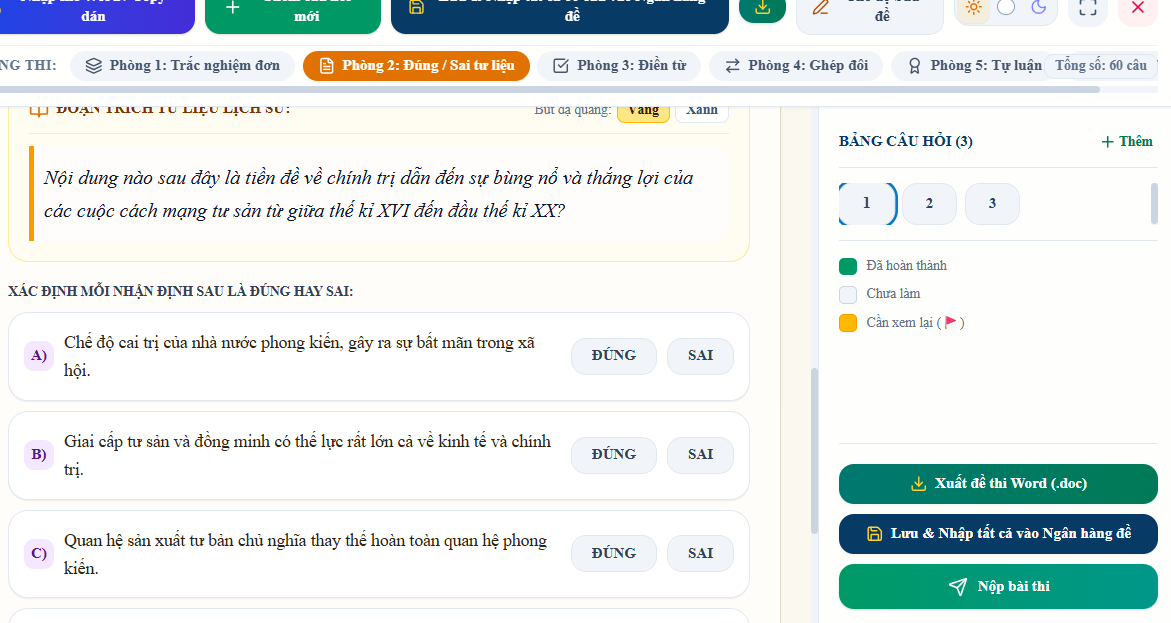 dán
mới
đề
đề
NG THI:
Phòng 1: Trắc nghiệm đơn
Phòng 2: Đúng / Sai tư liệu
Phòng 3: Điền từ
Phòng 4: Ghép đôi
Phòng 5: Tự luận
Tổng số: 60 câu
ĐOẠN TRÍCH TƯ LIỆU LỊCH SỬ:
Bút dạ quang:
Vàng
Xanh
Nội dung nào sau đây là tiền đề về chính trị dẫn đến sự bùng nổ và thắng lợi của
các cuộc cách mạng tư sản từ giữa thế kỉ XVI đến đầu thế kỉ XX?
XÁC ĐỊNH MỖI NHẬN ĐỊNH SAU LÀ ĐÚNG HAY SAI:
A)
Chế độ cai trị của nhà nước phong kiến, gây ra sự bất mãn trong xã
hội.
ĐÚNG
SAI
B)
Giai cấp tư sản và đồng minh có thế lực rất lớn cả về kinh tế và chính
trị.
ĐÚNG
SAI
C)
Quan hệ sản xuất tư bản chủ nghĩa thay thế hoàn toàn quan hệ phong
kiến.
ĐÚNG
SAI
BẢNG CÂU HỎI (3)
Thêm
1
2
3
Đã hoàn thành
Chưa làm
Cần xem lại ( )
Xuất đề thi Word (.doc)
Lưu & Nhập tất cả vào Ngân hàng đề
Nộp bài thi